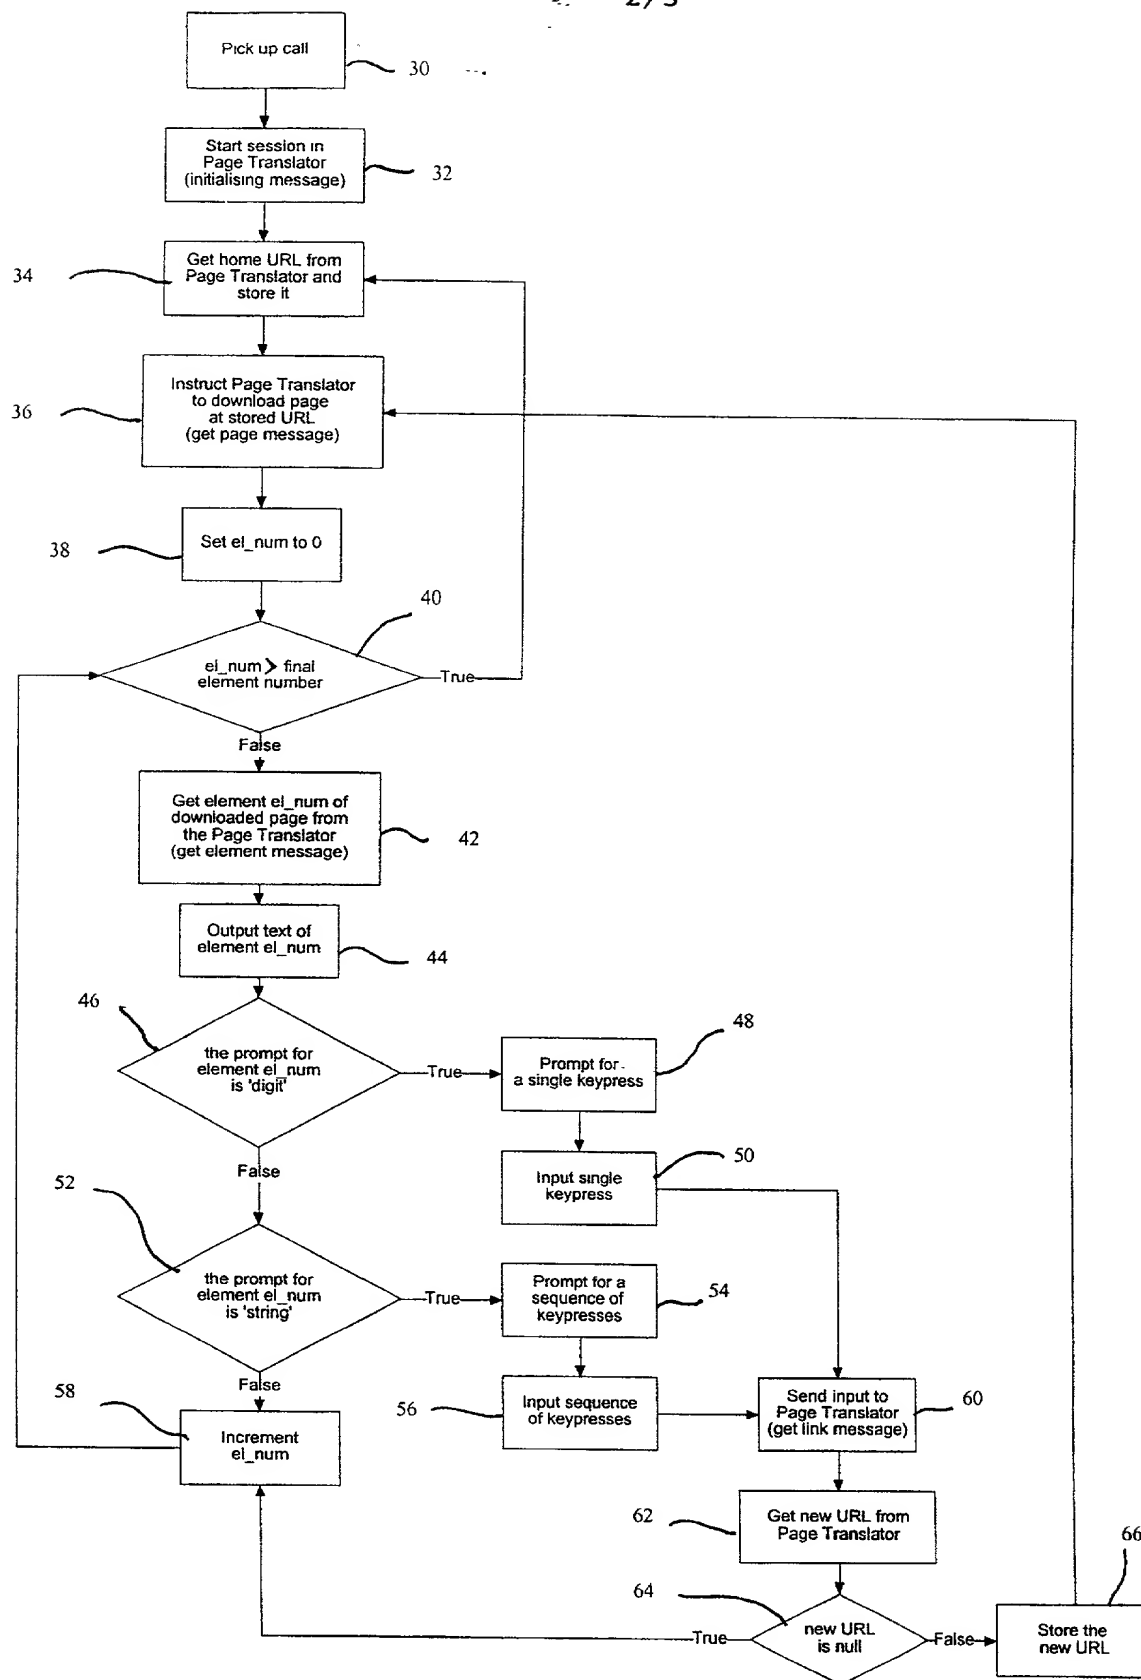 2/3
Pick up call
30
Start session in
Page Translator
(initialising message)
32
34
Get home URL from
Page Translator and
store it
36
Instruct Page Translator
to download page
at stored URL
(get page message)
38
Set el_num to 0
40
el_num > final
element number
True
False
Get element el_num of
downloaded page from
the Page Translator
(get element message)
42
Output text of
element el_num
44
46
the prompt for
element el_num
is 'digit'
True
48
Prompt for
a single keypress
False
50
Input single
keypress
52
the prompt for
element el_num
is 'string'
True
Prompt for a
sequence of
keypresses
54
False
58
Increment
el_num
56
Input sequence
of keypresses
Send input to
Page Translator
(get link message)
60
62
Get new URL from
Page Translator
64
new URL
is null
True
False
66
Store the
new URL